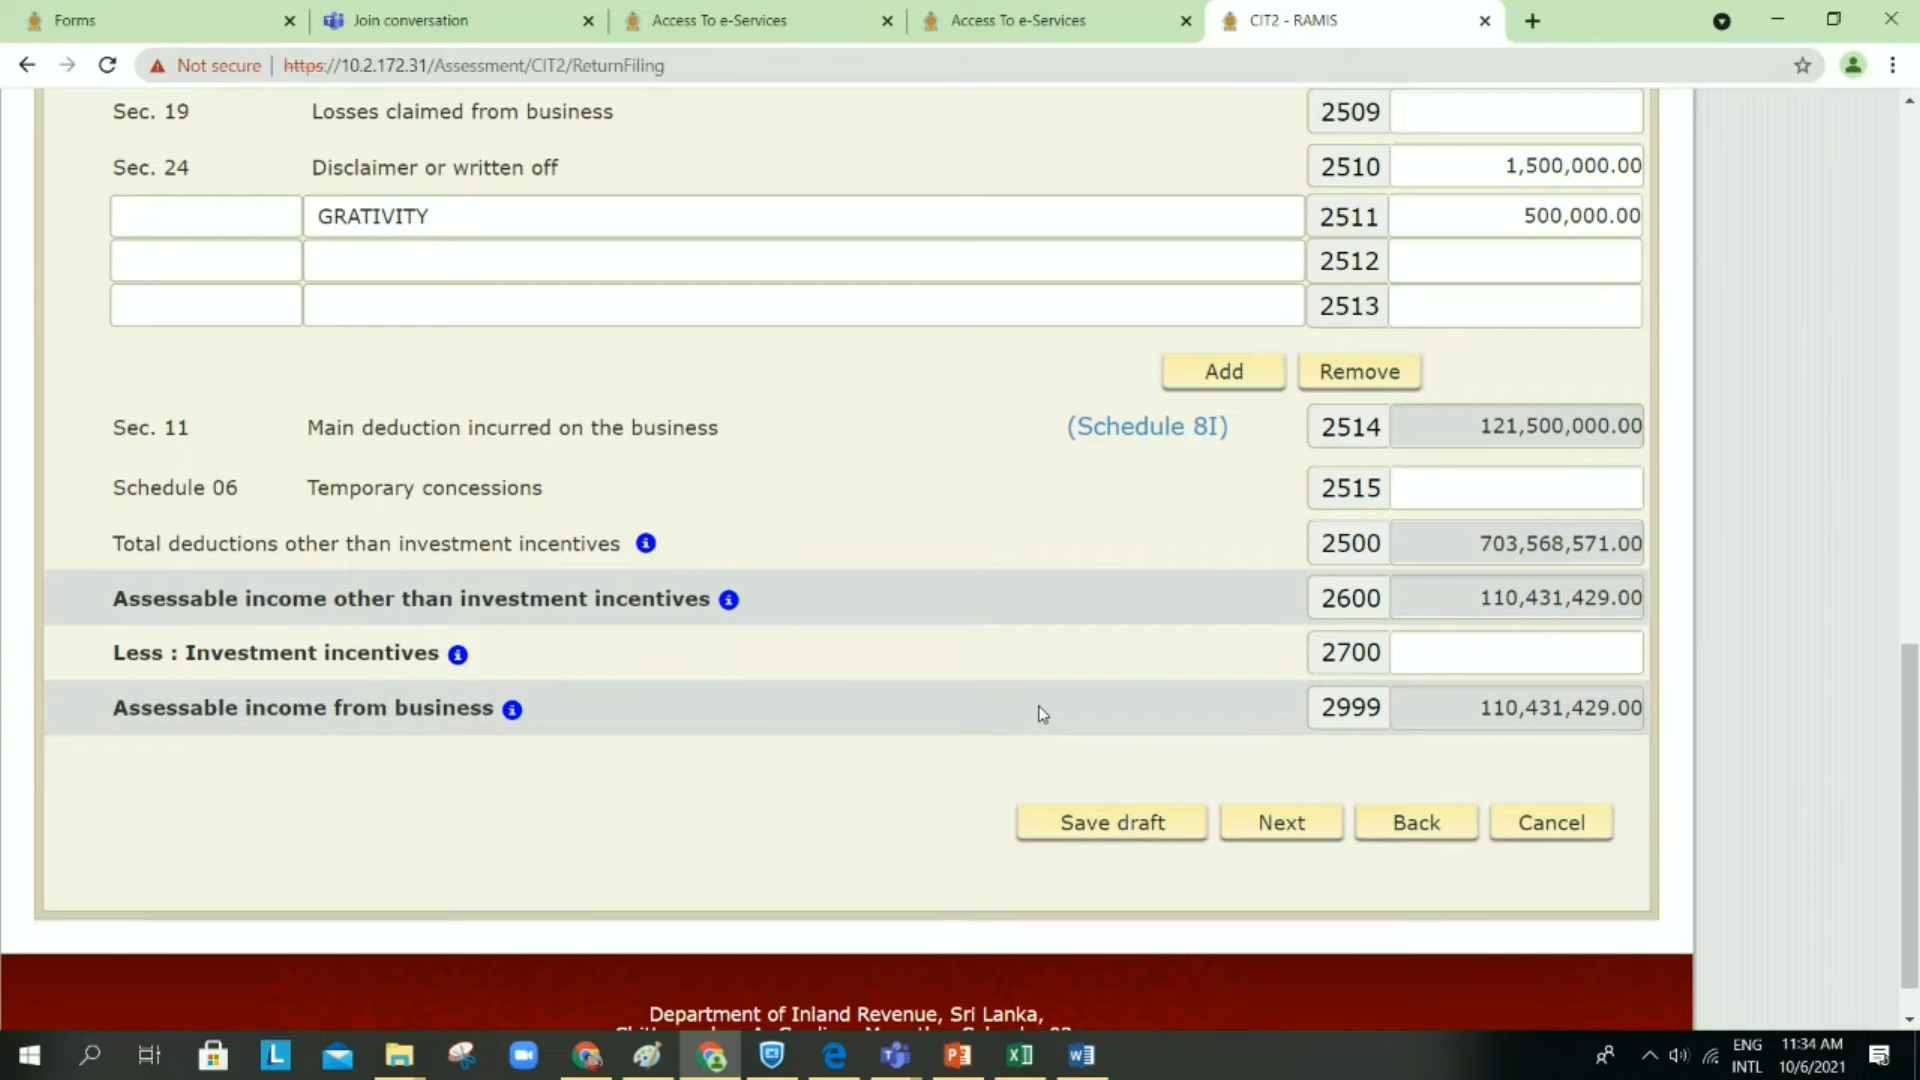 Forms
Join conversation
Access To e-Services
Access To e-Services
CIT2 - RAMIS
Not secure
https://10.2.172.31/Assessment/CIT2/ReturnFiling
Sec. 19 Losses claimed from business 2509
Sec. 24 Disclaimer or written off 2510 1,500,000.00
GRATIVITY 2511 500,000.00
2512
2513
Add Remove
Sec. 11 Main deduction incurred on the business (Schedule 8I) 2514 121,500,000.00
Schedule 06 Temporary concessions 2515
Total deductions other than investment incentives 2500 703,568,571.00
Assessable income other than investment incentives 2600 110,431,429.00
Less : Investment incentives 2700
Assessable income from business 2999 110,431,429.00
Save draft Next Back Cancel
Department of Inland Revenue, Sri Lanka,
ENG 11:34 AM
INTL 10/6/2021